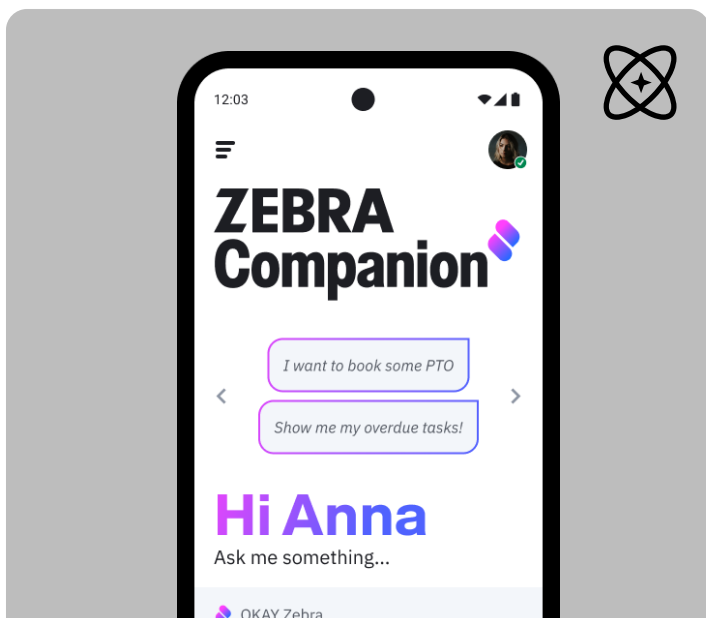 12:03
ZEBRA
Companion
I want to book some PTO
Show me my overdue tasks!
Hi Anna
Ask me something...
OKAY Zebra